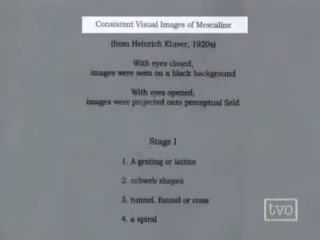 Consistent Visual Images of Mescaline
(from Heinrich Kluver, 1920s)
With eyes closed,
images were seen on a black background
With eyes opened,
images were projected onto perceptual field
Stage I
1. A grating or lattice
2. cobweb shapes
3. tunnel, funnel or cone
4. a spiral
tvo